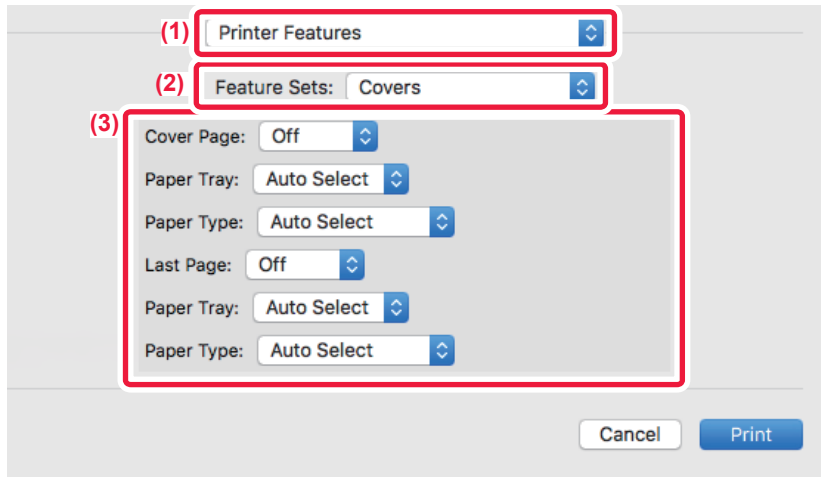 (1) Printer Features
(2) Feature Sets: Covers
(3)
Cover Page: Off
Paper Tray: Auto Select
Paper Type: Auto Select
Last Page: Off
Paper Tray: Auto Select
Paper Type: Auto Select
Cancel Print